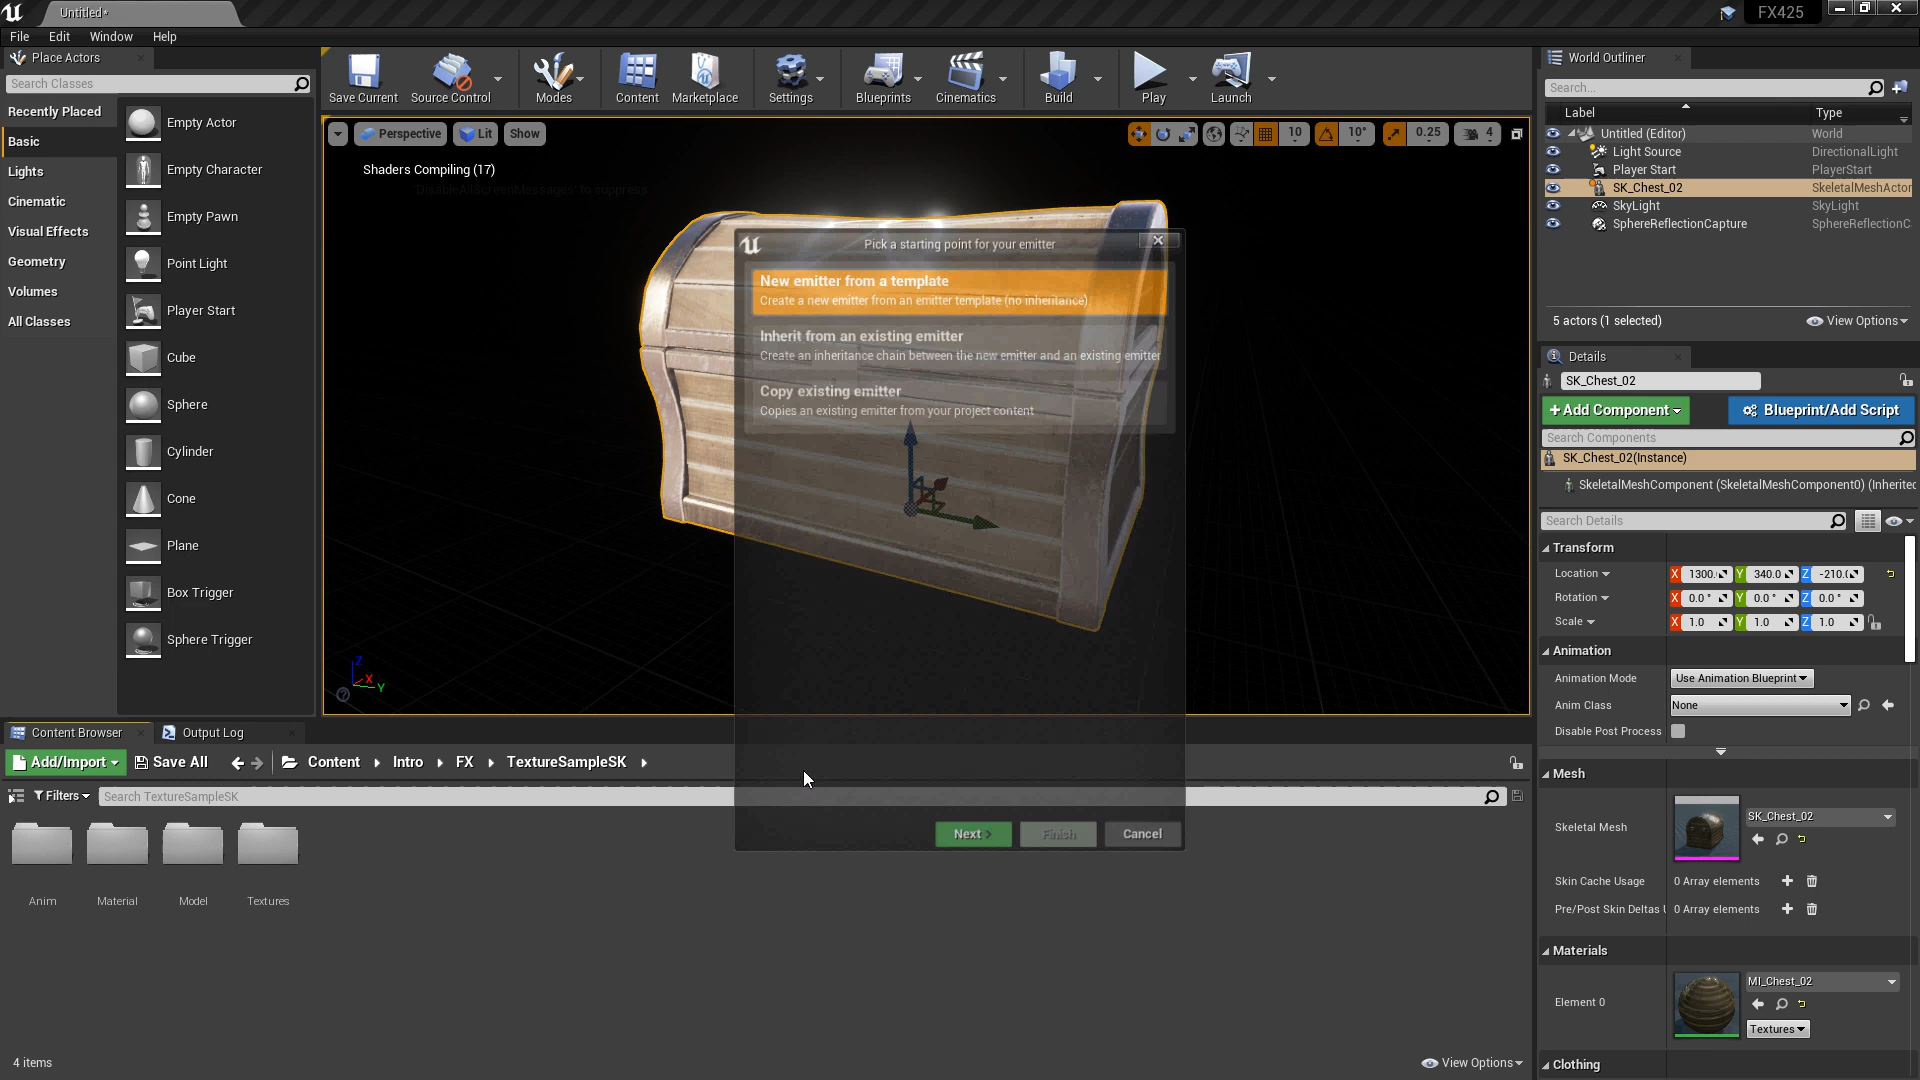 Untitled*
FX425
File Edit Window Help
Place Actors
Search Classes
Recently Placed
Basic
Lights
Cinematic
Visual Effects
Geometry
Volumes
All Classes
Empty Actor
Empty Character
Empty Pawn
Point Light
Player Start
Cube
Sphere
Cylinder
Cone
Plane
Box Trigger
Sphere Trigger
Save Current Source Control Modes Content Marketplace Settings Blueprints Cinematics Build Play Launch
Perspective Lit Show
10 10° 0.25 4
Shaders Compiling (17)
'DisableAllScreenMessages' to suppress
Z
X
Y
Pick a starting point for your emitter
New emitter from a template
Create a new emitter from an emitter template (no inheritance)
Inherit from an existing emitter
Create an inheritance chain between the new emitter and an existing emitter
Copy existing emitter
Copies an existing emitter from your project content
Next > Finish Cancel
World Outliner
Search...
Label Type
Untitled (Editor) World
Light Source DirectionalLight
Player Start PlayerStart
SK_Chest_02 SkeletalMeshActor
SkyLight SkyLight
SphereReflectionCapture SphereReflectionC
5 actors (1 selected) View Options
Details
SK_Chest_02
+Add Component Blueprint/Add Script
Search Components
SK_Chest_02(Instance)
SkeletalMeshComponent (SkeletalMeshComponent0) (Inherited
Search Details
Transform
Location X 1300. Y 340.0 Z -210.(
Rotation X 0.0 ° Y 0.0 ° Z 0.0 °
Scale X 1.0 Y 1.0 Z 1.0
Animation
Animation Mode Use Animation Blueprint
Anim Class None
Disable Post Process
Mesh
Skeletal Mesh SK_Chest_02
Skin Cache Usage 0 Array elements
Pre/Post Skin Deltas U 0 Array elements
Materials
Element 0 MI_Chest_02
Textures
Clothing
Content Browser Output Log
Add/Import Save All Content Intro FX TextureSampleSK
Filters Search TextureSampleSK
Anim Material Model Textures
4 items View Options